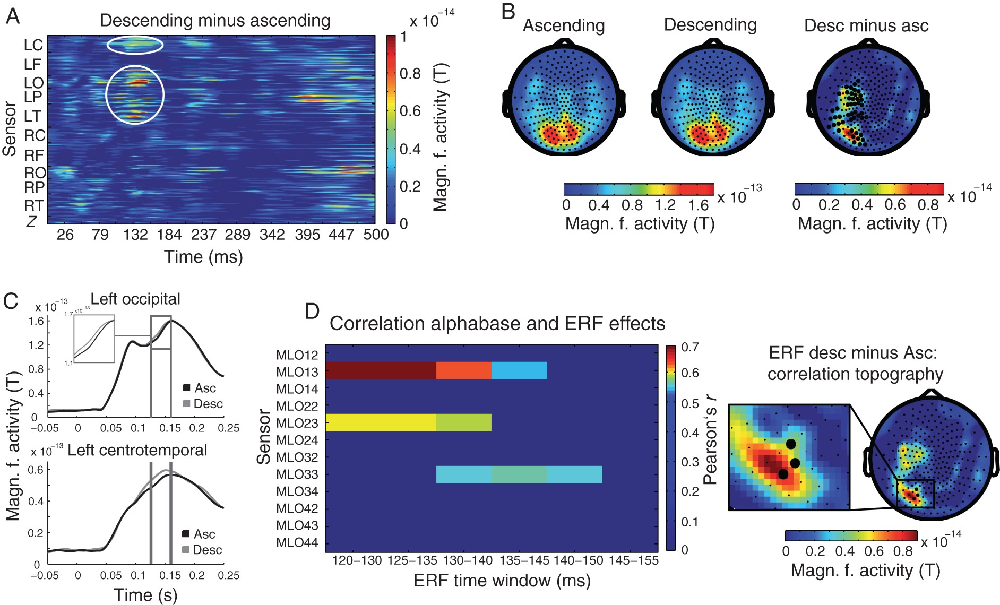 A
Descending minus ascending
x 10−14
LC
LF
LO
LP
LT
RC
RF
RO
RP
RT
Z
Sensor
26 79 132 184 237 289 342 395 447 500
Time (ms)
1
0.8
0.6
0.4
0.2
0
Magn. f. activity (T)
B
Ascending
Descending
Desc minus asc
0 0.4 0.8 1.2 1.6 x 10−13
Magn. f. activity (T)
0 0.2 0.4 0.6 0.8 x 10−14
Magn. f. activity (T)
C
Left occipital
x 10−13
1.7 x10−13
1.1
1.6
1.2
0.8
0.4
0
Asc
Desc
−0.05 0 0.05 0.1 0.15 0.2 0.25
Magn. f. activity (T)
x 10−13
Left centrotemporal
0.6
0.4
0.2
0
Asc
Desc
−0.05 0 0.05 0.1 0.15 0.2 0.25
Time (s)
D
Correlation alphabase and ERF effects
MLO12
MLO13
MLO14
MLO22
MLO23
MLO24
MLO32
MLO33
MLO34
MLO42
MLO43
MLO44
Sensor
120−130 125−135 130−140 135−145 140−150 145−155
ERF time window (ms)
0.7
0.6
0.5
0.4
0.3
0.2
0.1
0
Pearson‘s r
ERF desc minus Asc:
correlation topography
0 0.2 0.4 0.6 0.8 x 10−14
Magn. f. activity (T)